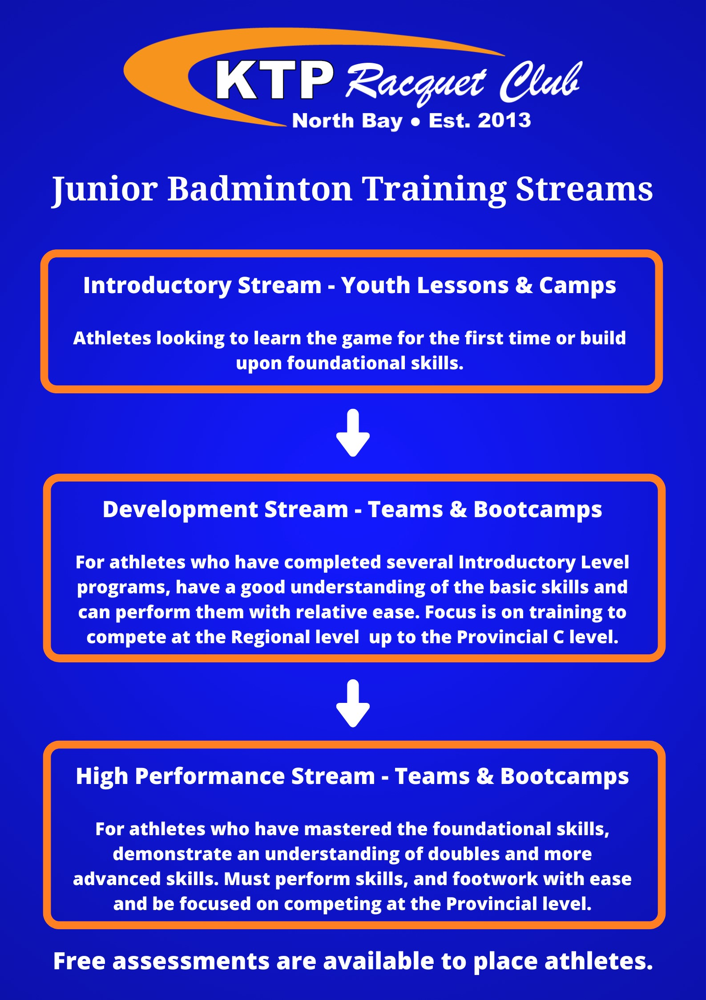 KTP Racquet Club
North Bay ● Est. 2013
Junior Badminton Training Streams
Introductory Stream - Youth Lessons & Camps
Athletes looking to learn the game for the first time or build
upon foundational skills.
Development Stream - Teams & Bootcamps
For athletes who have completed several Introductory Level
programs, have a good understanding of the basic skills and
can perform them with relative ease. Focus is on training to
compete at the Regional level  up to the Provincial C level.
High Performance Stream - Teams & Bootcamps
For athletes who have mastered the foundational skills,
demonstrate an understanding of doubles and more
advanced skills. Must perform skills, and footwork with ease
and be focused on competing at the Provincial level.
Free assessments are available to place athletes.